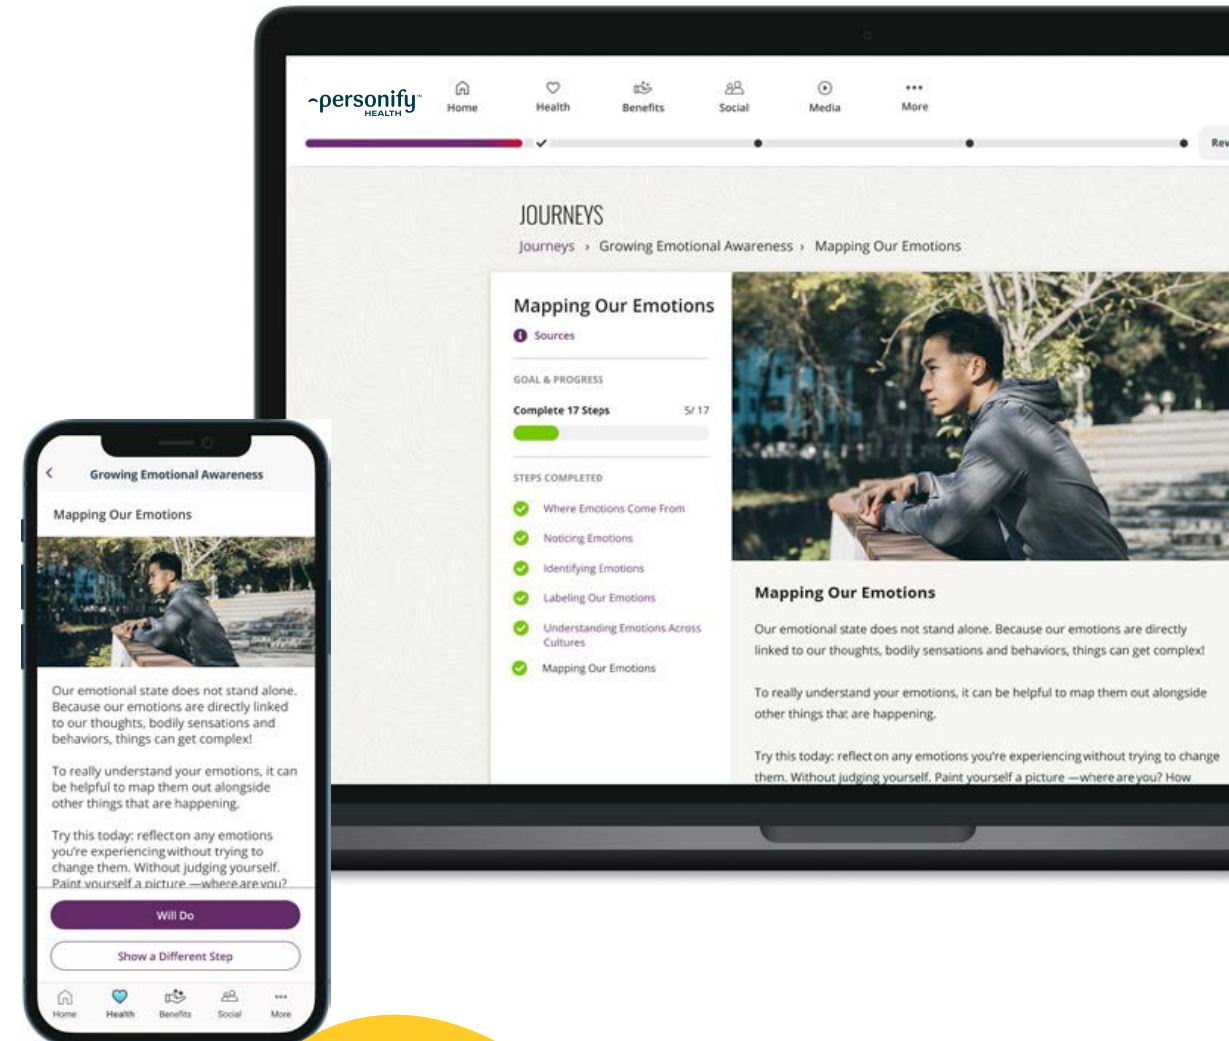 ~personify
HEALTH
Home
Health
Benefits
Social
Media
More
JOURNEYS
Journeys › Growing Emotional Awareness › Mapping Our Emotions
Mapping Our Emotions
Sources
GOAL & PROGRESS
Complete 17 Steps 5/ 17
STEPS COMPLETED
Where Emotions Come From
Noticing Emotions
Identifying Emotions
Labeling Our Emotions
Understanding Emotions Across
Cultures
Mapping Our Emotions
Mapping Our Emotions
Our emotional state does not stand alone. Because our emotions are directly
linked to our thoughts, bodily sensations and behaviors, things can get complex!
To really understand your emotions, it can be helpful to map them out alongside
other things that are happening.
Try this today: reflect on any emotions you're experiencing without trying to change
them. Without judging yourself. Paint yourself a picture —where are you? How
Growing Emotional Awareness
Mapping Our Emotions
Our emotional state does not stand alone.
Because our emotions are directly linked
to our thoughts, bodily sensations and
behaviors, things can get complex!
To really understand your emotions, it can
be helpful to map them out alongside
other things that are happening.
Try this today: reflect on any emotions
you're experiencing without trying to
change them. Without judging yourself.
Paint yourself a picture —where are you?
Will Do
Show a Different Step
Home
Health
Benefits
Social
More